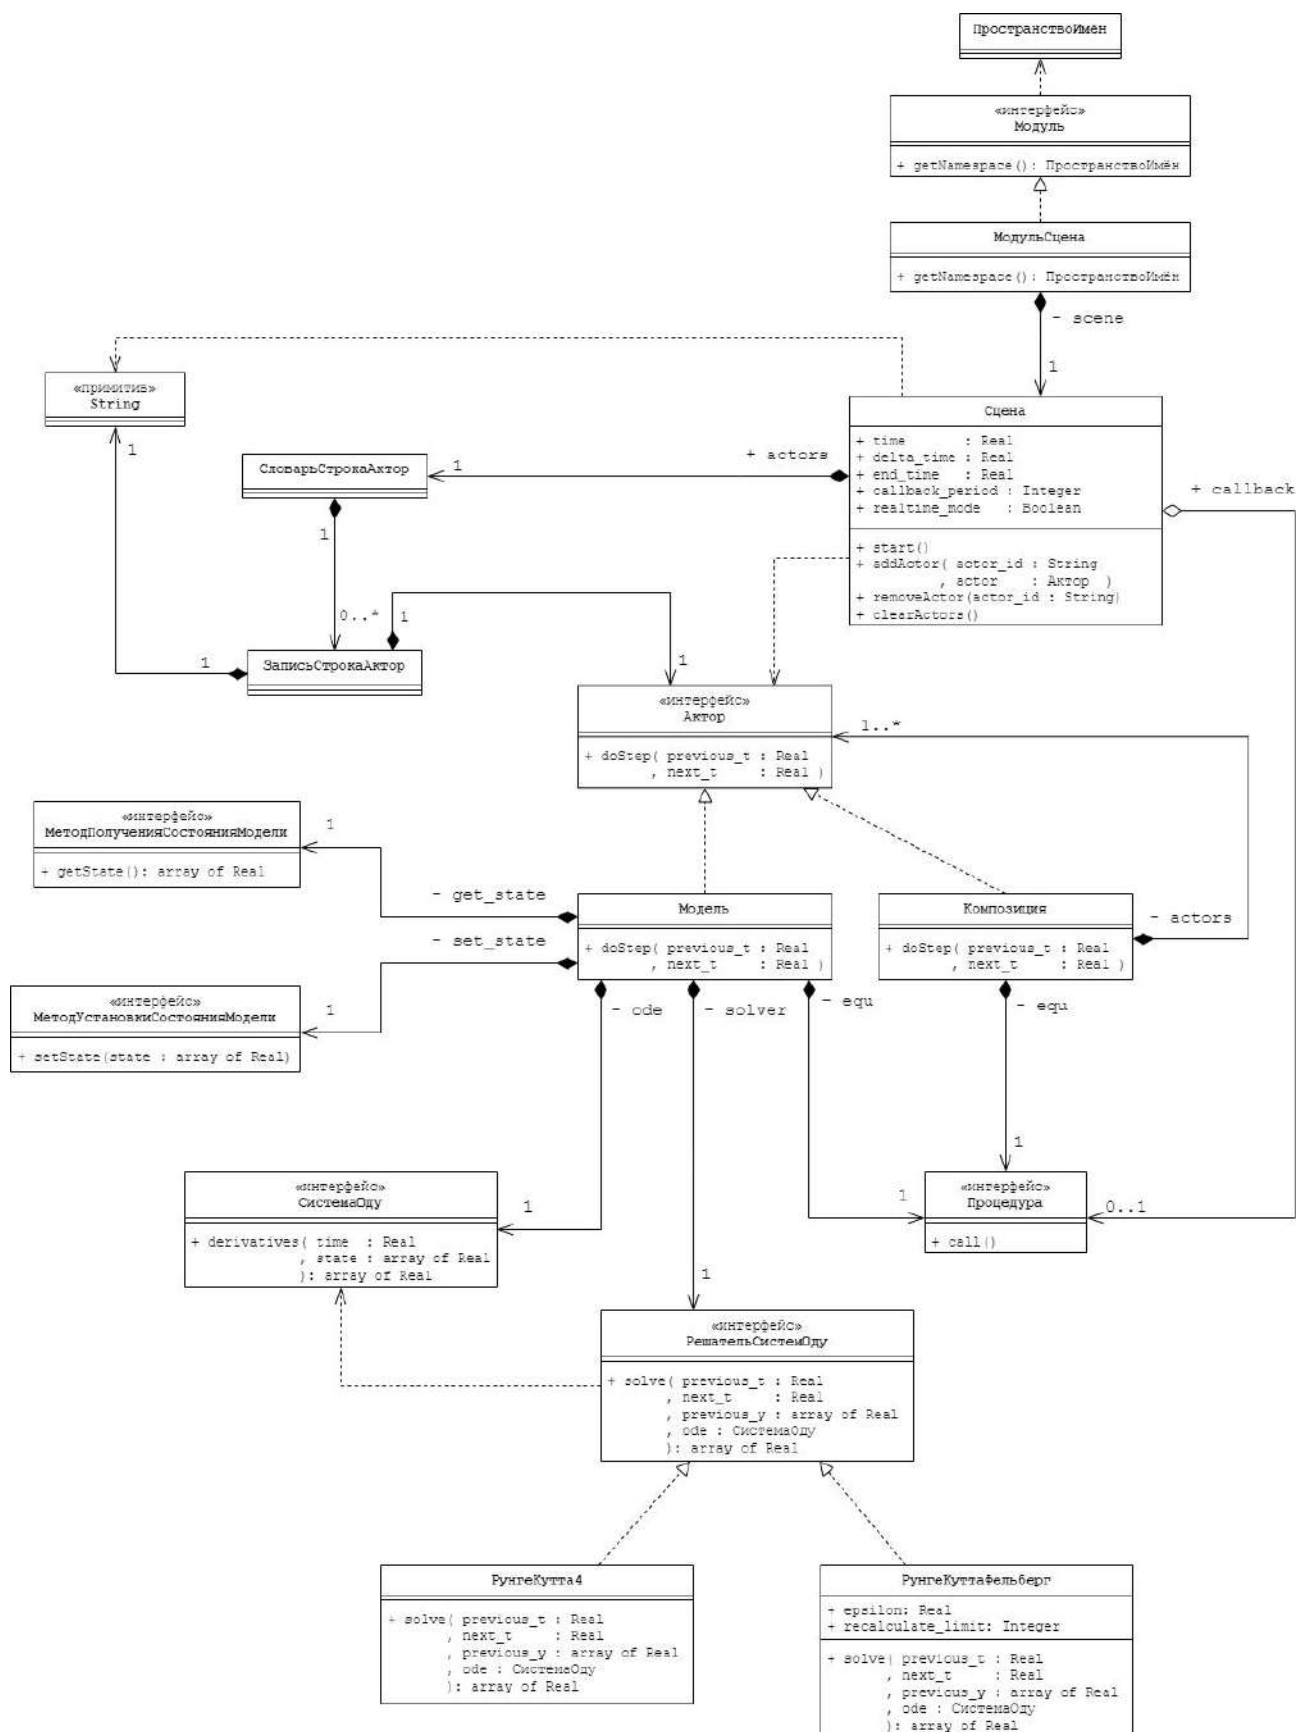 ПространствоИмён
«интерфейс»
Модуль
+ getNamespace(): ПространствоИмён
МодульСцена
+ getNamespace(): ПространствоИмён
- scene
1
«примитив»
String
1
СловарьСтрокаАктор
1
+ actors
Сцена
+ time : Real
+ delta_time : Real
+ end_time : Real
+ callback_period : Integer
+ realtime_mode : Boolean
+ start()
+ addActor( actor_id : String
, actor : Актор )
+ removeActor(actor_id : String)
+ clearActors()
+ callback
1
0..*
1
1
ЗаписьСтрокаАктор
1
«интерфейс»
Актор
+ doStep( previous_t : Real
, next_t : Real )
1..*
«интерфейс»
МетодПолученияСостоянияМодели
+ getState(): array of Real
1
- get_state
- set_state
Модель
+ doStep( previous_t : Real
, next_t : Real )
Композиция
+ doStep( previous_t : Real
, next_t : Real )
- actors
«интерфейс»
МетодУстановкиСостоянияМодели
+ setState(state : array of Real)
1
- ode
- solver
- equ
- equ
1
«интерфейс»
СистемаОду
+ derivatives( time : Real
, state : array of Real
): array of Real
1
1
1
«интерфейс»
Процедура
+ call()
0..1
«интерфейс»
РешательСистемОду
+ solve( previous_t : Real
, next_t : Real
, previous_y : array of Real
, ode : СистемаОду
): array of Real
РунгеКутта4
+ solve( previous_t : Real
, next_t : Real
, previous_y : array of Real
, ode : СистемаОду
): array of Real
РунгеКуттаФельберг
+ epsilon: Real
+ recalculate_limit: Integer
+ solve( previous_t : Real
, next_t : Real
, previous_y : array of Real
, ode : СистемаОду
): array of Real